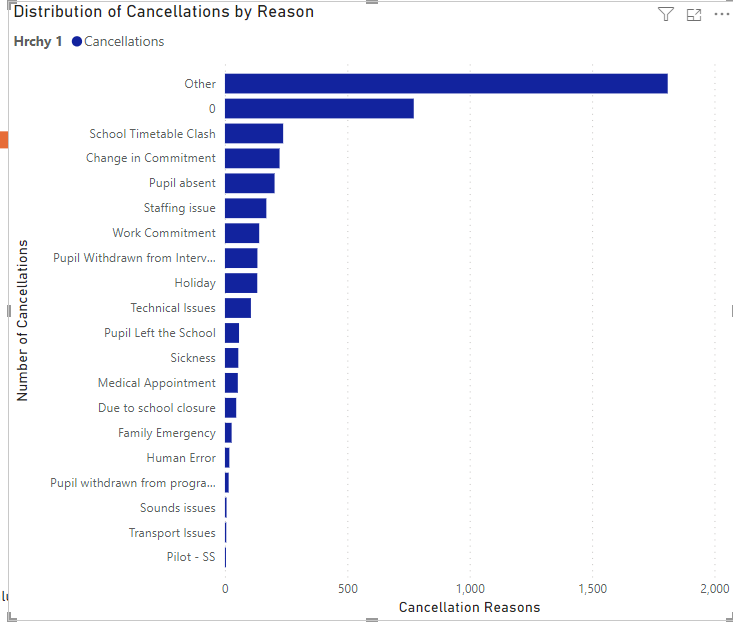 Distribution of Cancellations by Reason
Hrchy 1 Cancellations
Other
0
School Timetable Clash
Change in Commitment
Pupil absent
Staffing issue
Work Commitment
Pupil Withdrawn from Interv...
Holiday
Technical Issues
Pupil Left the School
Sickness
Medical Appointment
Due to school closure
Family Emergency
Human Error
Pupil withdrawn from progra...
Sounds issues
Transport Issues
Pilot - SS
Number of Cancellations
0 500 1,000 1,500 2,000
Cancellation Reasons